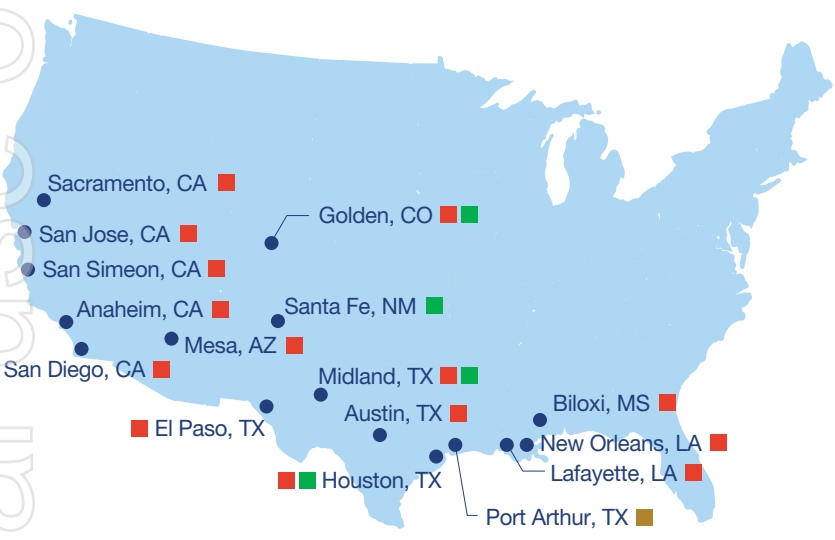 Sacramento, CA
Golden, CO
San Jose, CA
San Simeon, CA
Anaheim, CA
Santa Fe, NM
Mesa, AZ
San Diego, CA
Midland, TX
Biloxi, MS
Austin, TX
El Paso, TX
New Orleans, LA
Lafayette, LA
Houston, TX
Port Arthur, TX